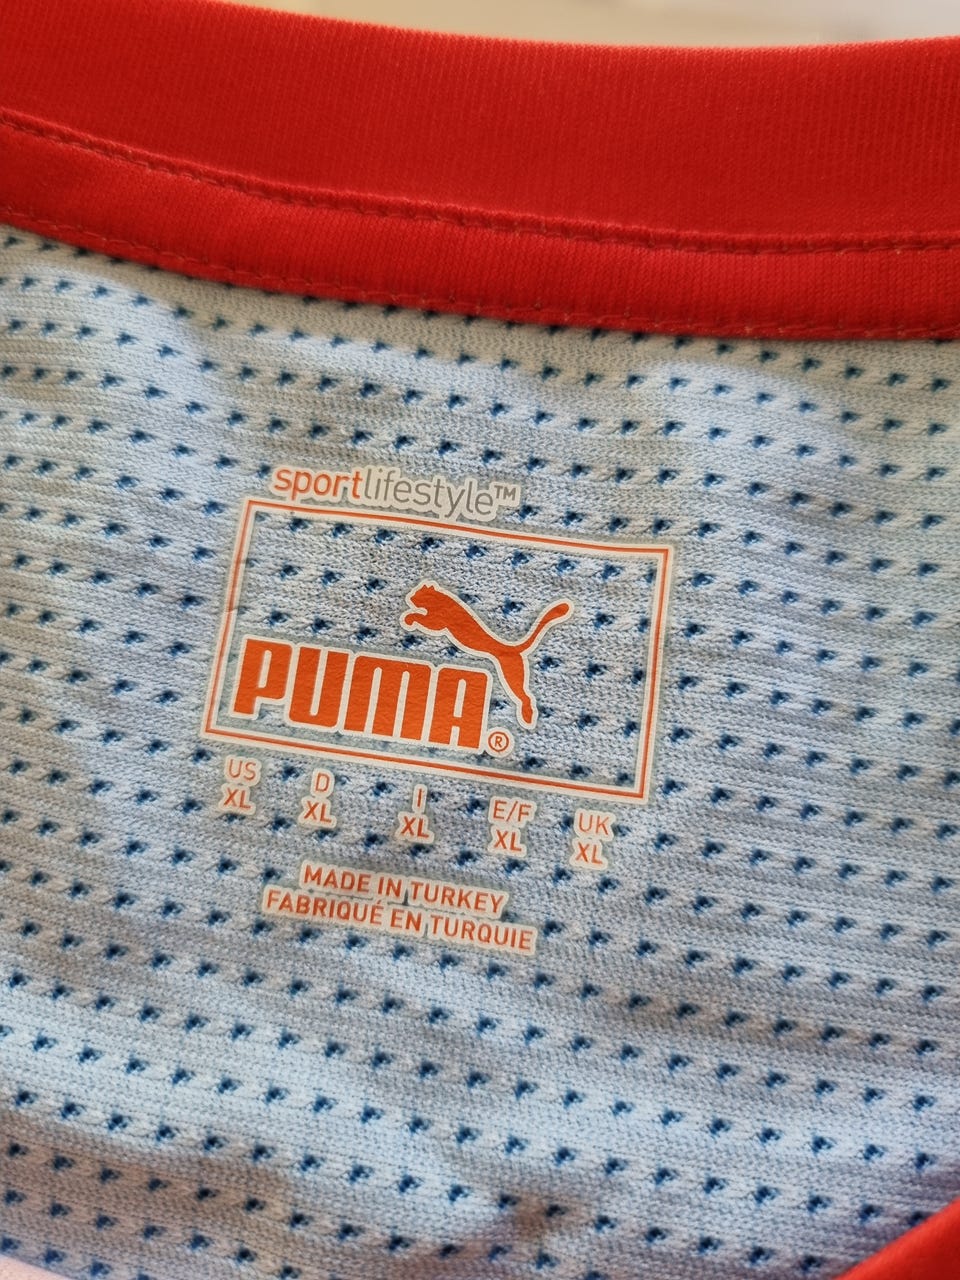 sportlifestyle™
PUMA®
US D I E/F UK
XL XL XL XL XL
MADE IN TURKEY
FABRIQUÉ EN TURQUIE